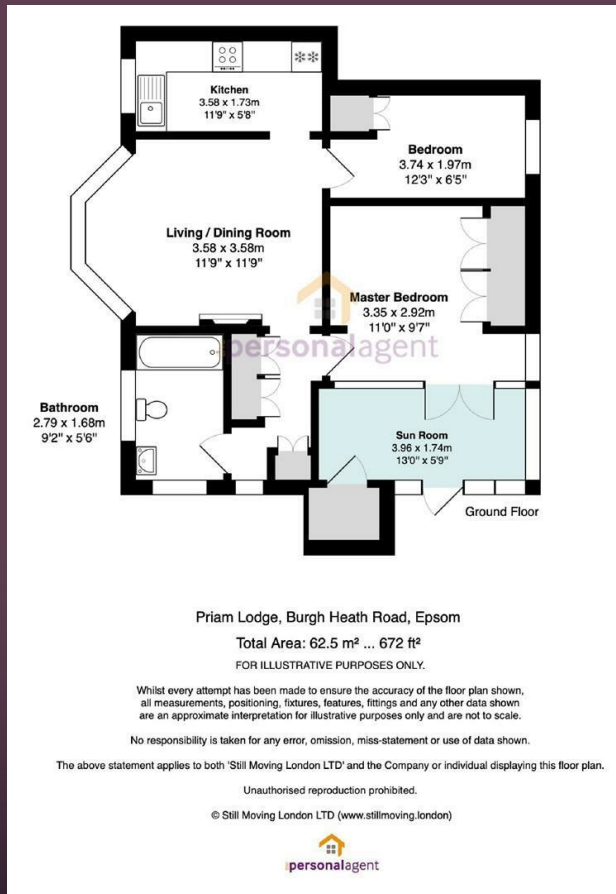 Kitchen
3.58 x 1.73m
11'9" x 5'8"
Bedroom
3.74 x 1.97m
12'3" x 6'5"
Living / Dining Room
3.58 x 3.58m
11'9" x 11'9"
Master Bedroom
3.35 x 2.92m
11'0" x 9'7"
personalagent
Bathroom
2.79 x 1.68m
9'2" x 5'6"
Sun Room
3.96 x 1.74m
13'0" x 5'9"
Ground Floor
Priam Lodge, Burgh Heath Road, Epsom
Total Area: 62.5 m² ... 672 ft²
FOR ILLUSTRATIVE PURPOSES ONLY.
Whilst every attempt has been made to ensure the accuracy of the floor plan shown,
all measurements, positioning, fixtures, features, fittings and any other data shown
are an approximate interpretation for illustrative purposes only and are not to scale.
No responsibility is taken for any error, omission, miss-statement or use of data shown.
The above statement applies to both 'Still Moving London LTD' and the Company or individual displaying this floor plan.
Unauthorised reproduction prohibited.
© Still Moving London LTD (www.stillmoving.london)
personalagent